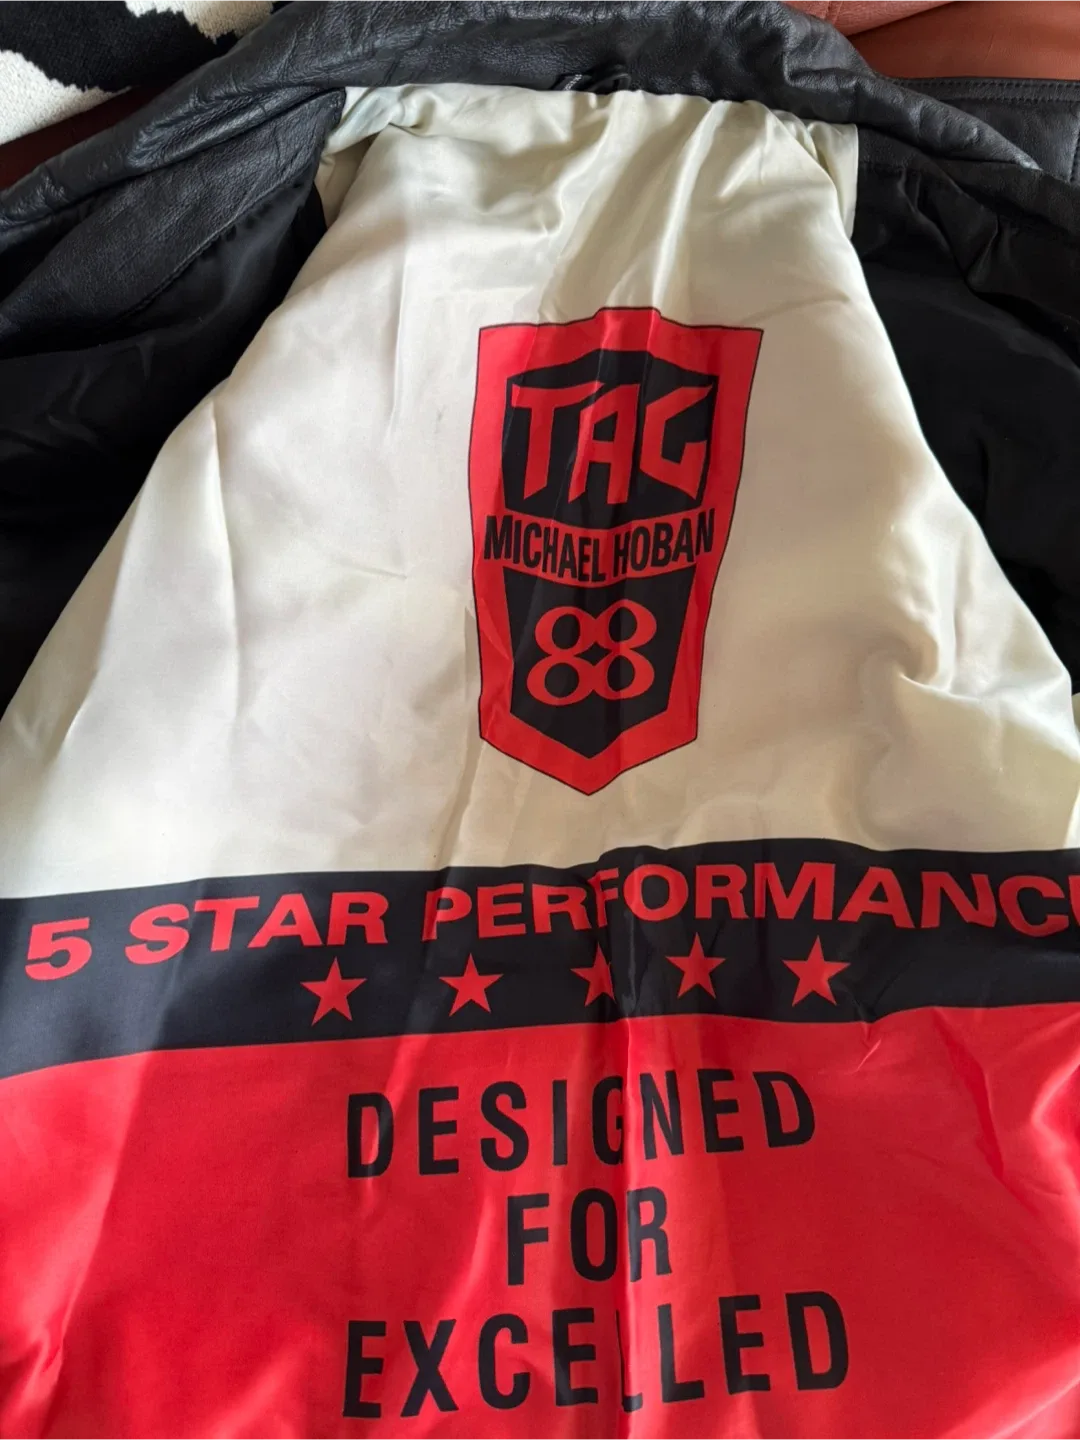 TAG
MICHAEL HOBAN
88
5 STAR PERFORMANC
DESIGNED
FOR
EXCELLED